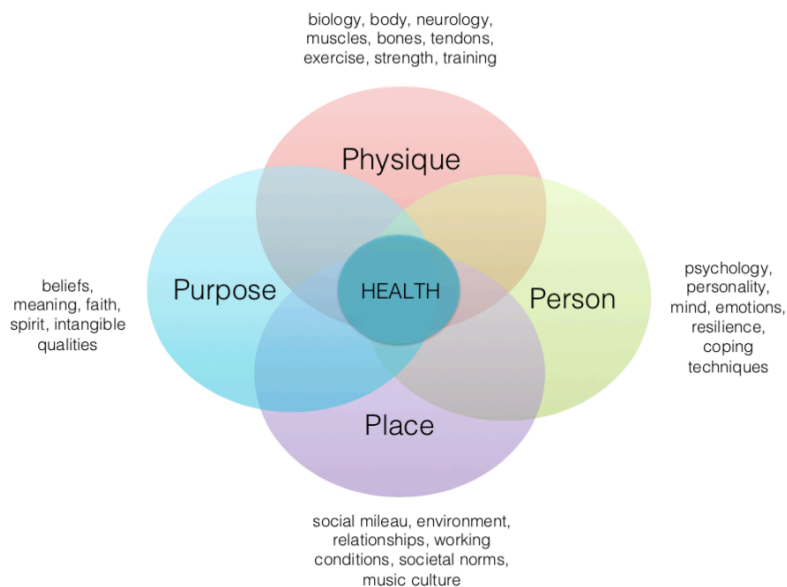 biology, body, neurology,
muscles, bones, tendons,
exercise, strength, training
Physique
beliefs,
meaning, faith,
spirit, intangible
qualities
Purpose
HEALTH
Person
psychology,
personality,
mind, emotions,
resilience,
coping
techniques
Place
social mileau, environment,
relationships, working
conditions, societal norms,
music culture